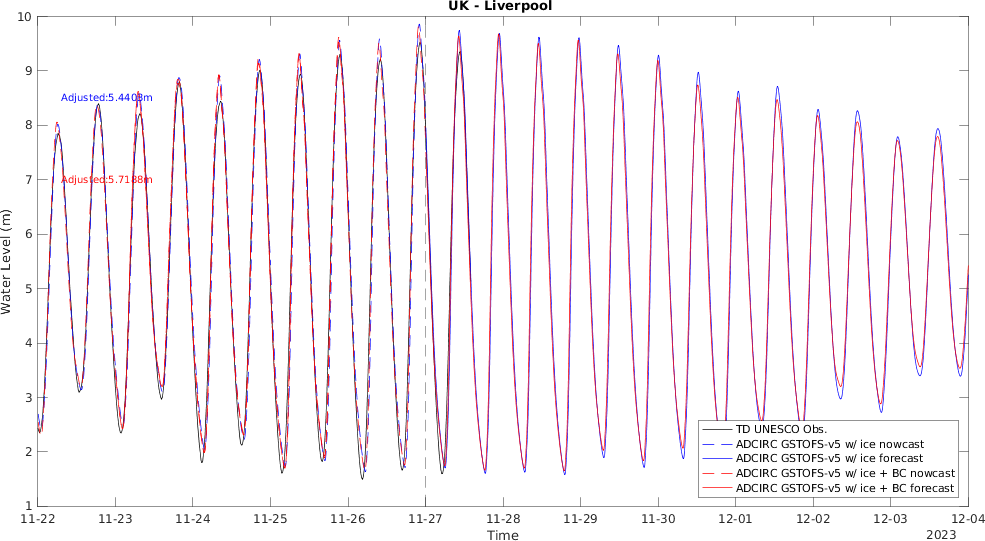 UK - Liverpool
Water Level (m)
10
9
8
7
6
5
4
3
2
1
Adjusted:5.4403m
Adjusted:5.7188m
TD UNESCO Obs.
ADCIRC GSTOFS-v5 w/ ice nowcast
ADCIRC GSTOFS-v5 w/ ice forecast
ADCIRC GSTOFS-v5 w/ ice + BC nowcast
ADCIRC GSTOFS-v5 w/ ice + BC forecast
11-22 11-23 11-24 11-25 11-26 11-27 11-28 11-29 11-30 12-01 12-02 12-03 12-04
Time
2023